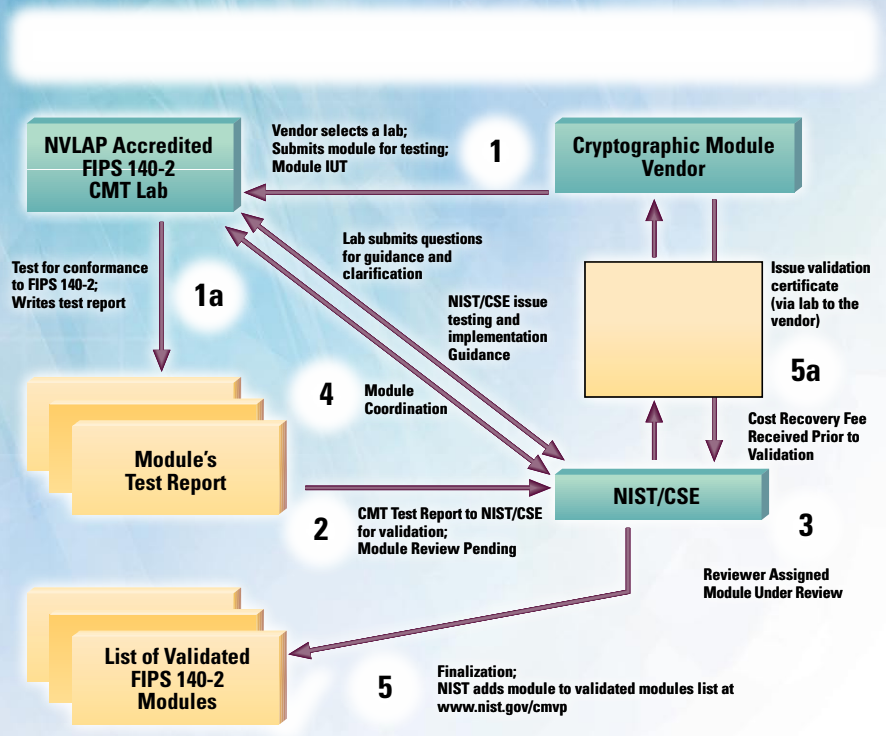 NVLAP Accredited
FIPS 140-2
CMT Lab
Vendor selects a lab;
Submits module for testing;
Module IUT
1
Cryptographic Module
Vendor
Lab submits questions
for guidance and
clarification
Test for conformance
to FIPS 140-2;
Writes test report
1a
NIST/CSE issue
testing and
implementation
Guidance
Issue validation
certificate
(via lab to the
vendor)
5a
4
Module
Coordination
Cost Recovery Fee
Received Prior to
Validation
Module's
Test Report
NIST/CSE
2
CMT Test Report to NIST/CSE
for validation;
Module Review Pending
3
Reviewer Assigned
Module Under Review
List of Validated
FIPS 140-2
Modules
5
Finalization;
NIST adds module to validated modules list at
www.nist.gov/cmvp